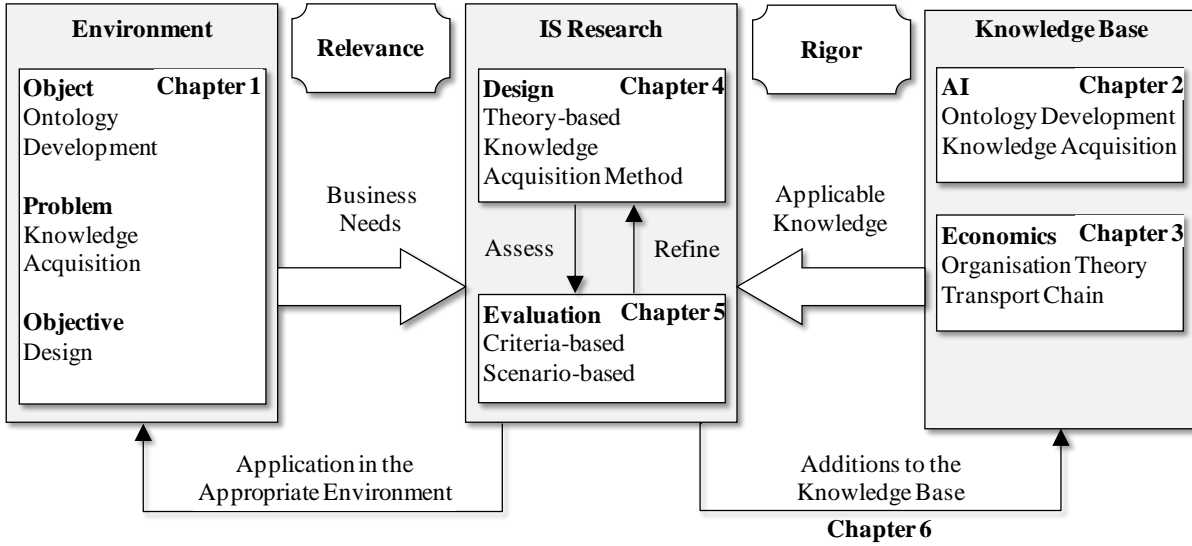 Environment
Object Chapter 1
Ontology
Development
Problem
Knowledge
Acquisition
Objective
Design
Relevance
Business
Needs
IS Research
Design Chapter 4
Theory-based
Knowledge
Acquisition Method
Assess
Refine
Evaluation Chapter 5
Criteria-based
Scenario-based
Rigor
Applicable
Knowledge
Knowledge Base
AI Chapter 2
Ontology Development
Knowledge Acquisition
Economics Chapter 3
Organisation Theory
Transport Chain
Application in the
Appropriate Environment
Additions to the
Knowledge Base
Chapter 6